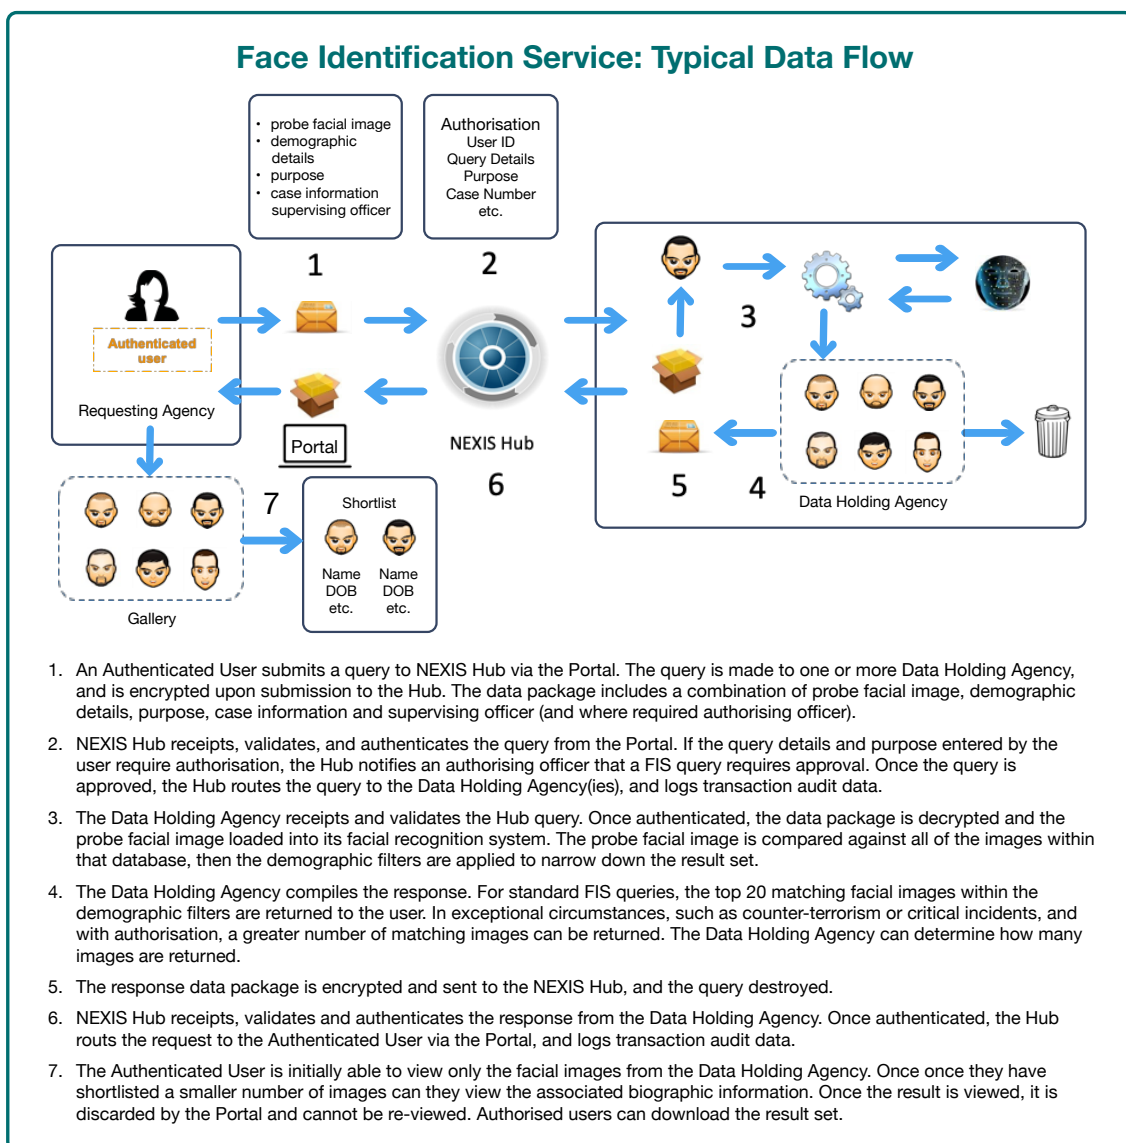 Face Identification Service: Typical Data Flow
• probe facial image
• demographic
details
• purpose
• case information
supervising officer
Authorisation
User ID
Query Details
Purpose
Case Number
etc.
1
2
3
Authenticated
user
Requesting Agency
Portal
NEXIS Hub
6
5
4
Data Holding Agency
7
Shortlist
Name
DOB
etc.
Name
DOB
etc.
Gallery
1. An Authenticated User submits a query to NEXIS Hub via the Portal. The query is made to one or more Data Holding Agency,
and is encrypted upon submission to the Hub. The data package includes a combination of probe facial image, demographic
details, purpose, case information and supervising officer (and where required authorising officer).
2. NEXIS Hub receipts, validates, and authenticates the query from the Portal. If the query details and purpose entered by the
user require authorisation, the Hub notifies an authorising officer that a FIS query requires approval. Once the query is
approved, the Hub routes the query to the Data Holding Agency(ies), and logs transaction audit data.
3. The Data Holding Agency receipts and validates the Hub query. Once authenticated, the data package is decrypted and the
probe facial image loaded into its facial recognition system. The probe facial image is compared against all of the images within
that database, then the demographic filters are applied to narrow down the result set.
4. The Data Holding Agency compiles the response. For standard FIS queries, the top 20 matching facial images within the
demographic filters are returned to the user. In exceptional circumstances, such as counter-terrorism or critical incidents, and
with authorisation, a greater number of matching images can be returned. The Data Holding Agency can determine how many
images are returned.
5. The response data package is encrypted and sent to the NEXIS Hub, and the query destroyed.
6. NEXIS Hub receipts, validates and authenticates the response from the Data Holding Agency. Once authenticated, the Hub
routes the request to the Authenticated User via the Portal, and logs transaction audit data.
7. The Authenticated User is initially able to view only the facial images from the Data Holding Agency. Once once they have
shortlisted a smaller number of images can they view the associated biographic information. Once the result is viewed, it is
discarded by the Portal and cannot be re-viewed. Authorised users can download the result set.